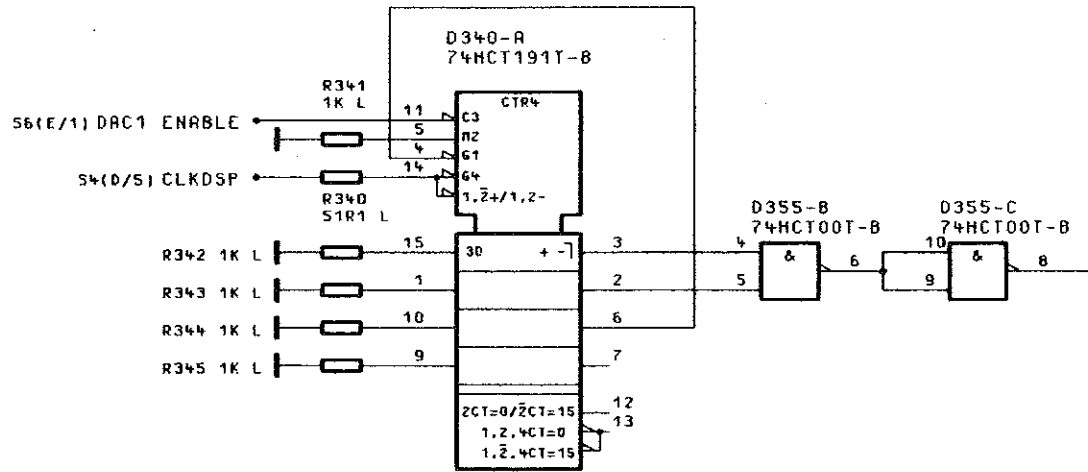 D340-A
74HCT191T-B
R341
1K L
CTR4
S6(E/1) DAC1 ENABLE
11
C3
5
M2
4
G1
S4(D/5) CLKDSP
14
G4
1,2̅+/1,2-
R340
51R1 L
D355-B
74HCT00T-B
D355-C
74HCT00T-B
R342 1K L
15
3D
+ -
3
4
&
6
10
&
8
R343 1K L
1
2
5
9
R344 1K L
10
6
R345 1K L
9
7
2CT=0/2̅CT=15
12
1,2,4CT=0
13
1,2̅,4CT=15